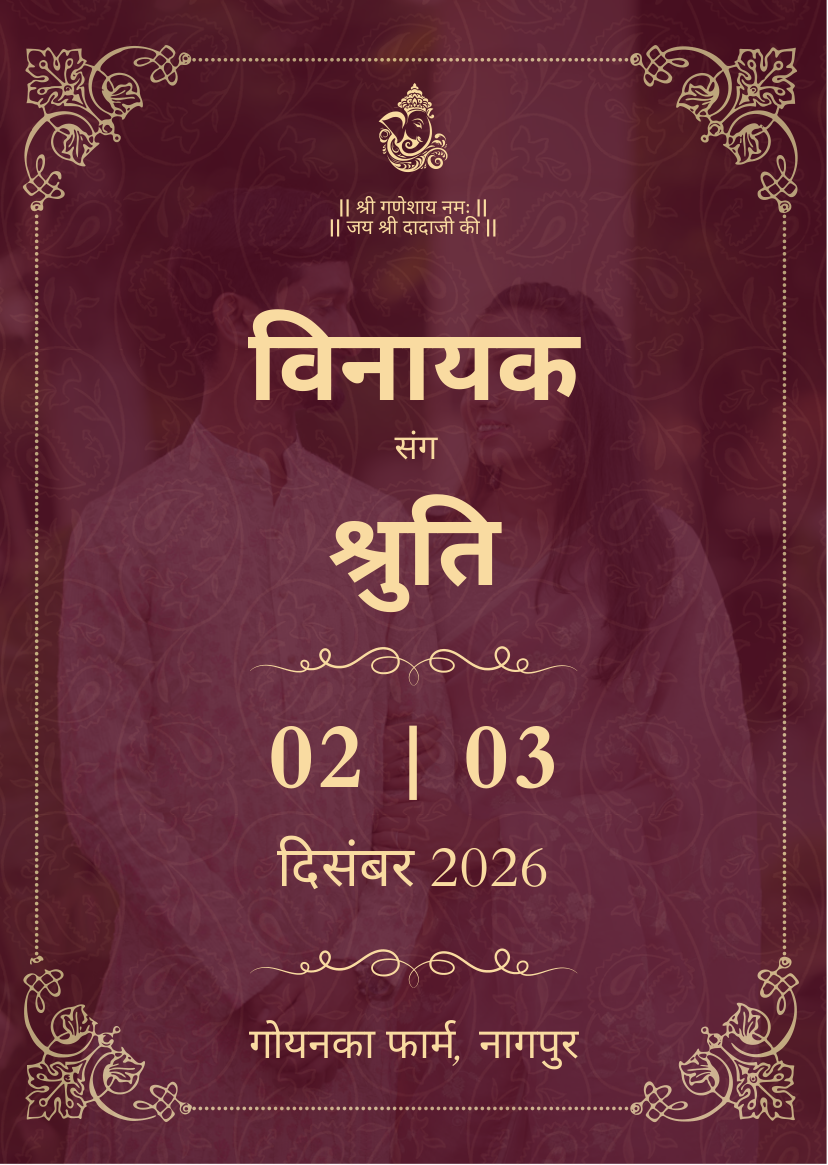 || श्री गणेशाय नमः ||
|| जय श्री दादाजी की ||
विनायक
संग
श्रुति
02 | 03
दिसंबर 2026
गोयनका फार्म, नागपुर